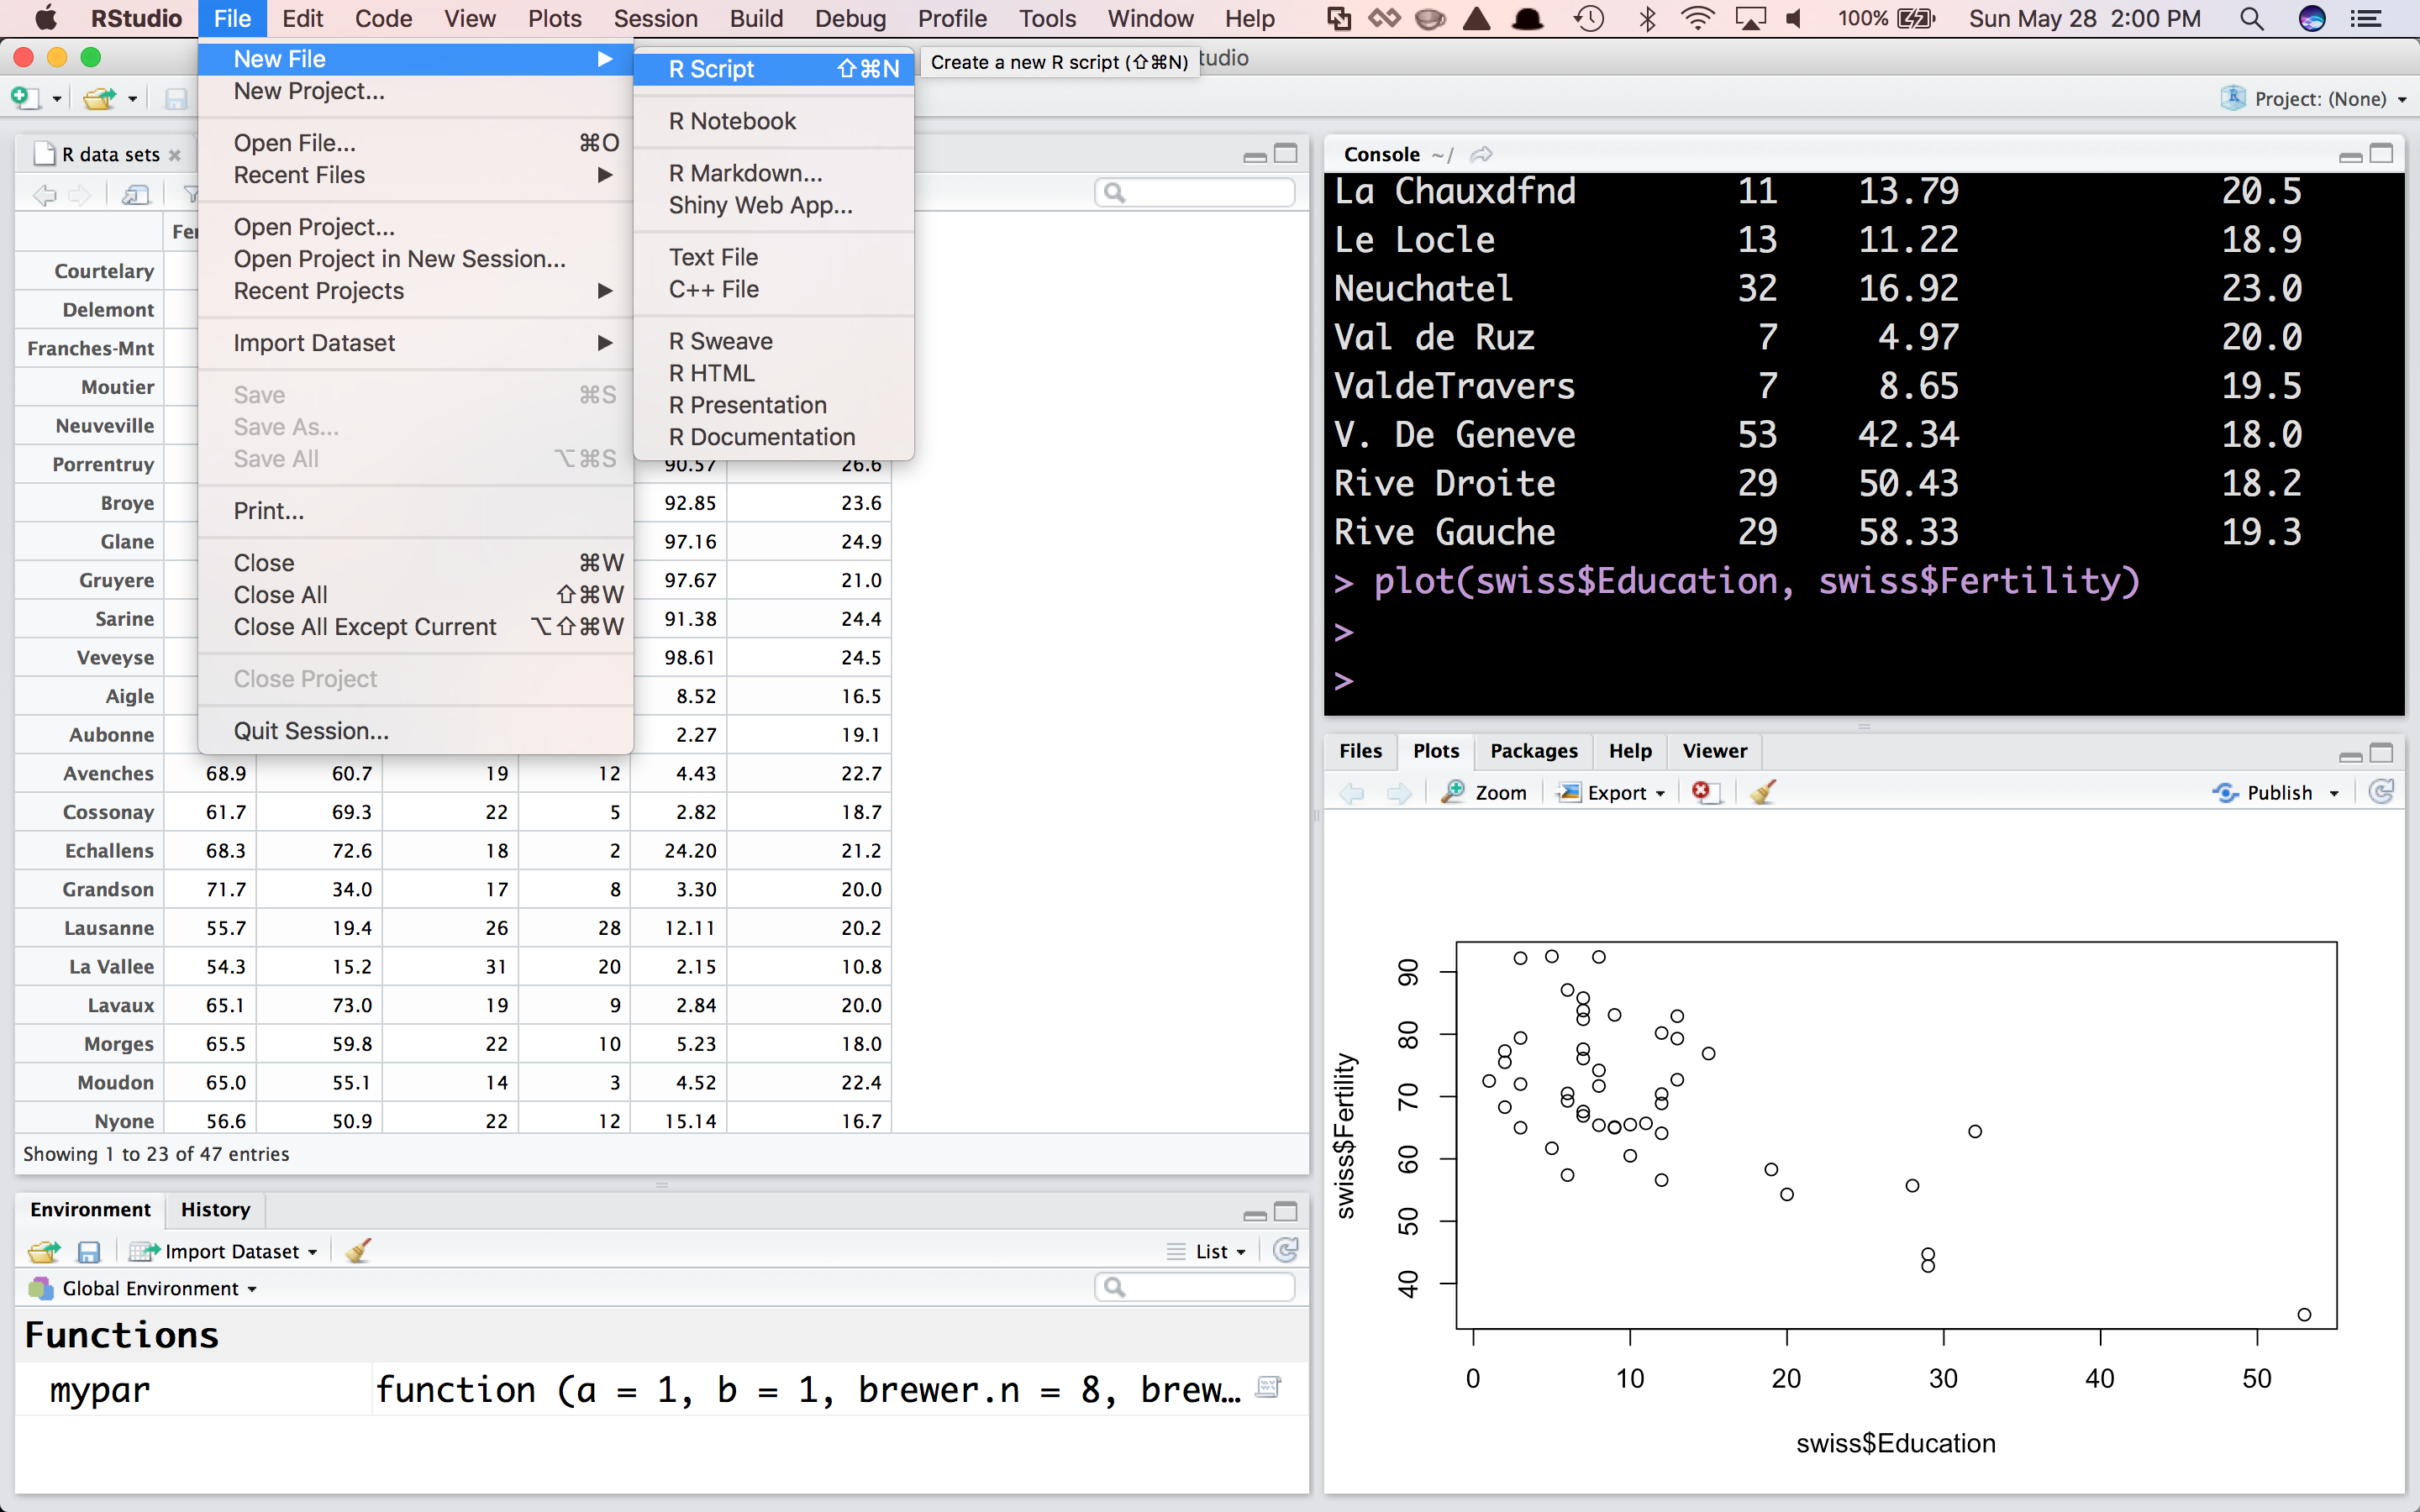 RStudio File Edit Code View Plots Session Build Debug Profile Tools Window Help 100% Sun May 28 2:00 PM
tudio
Project: (None)
New File
New Project...
Open File... ⌘O
Recent Files
Open Project...
Open Project in New Session...
Recent Projects
Import Dataset
Save ⌘S
Save As...
Save All ⌥⌘S
Print...
Close ⌘W
Close All ⇧⌘W
Close All Except Current ⌥⇧⌘W
Close Project
Quit Session...
R Script ⇧⌘N
R Notebook
R Markdown...
Shiny Web App...
Text File
C++ File
R Sweave
R HTML
R Presentation
R Documentation
Create a new R script (⇧⌘N)
R data sets
Fer
Courtelary
Delemont
Franches-Mnt
Moutier
Neuveville
Porrentruy 90.57 26.6
Broye 92.85 23.6
Glane 97.16 24.9
Gruyere 97.67 21.0
Sarine 91.38 24.4
Veveyse 98.61 24.5
Aigle 8.52 16.5
Aubonne 2.27 19.1
Avenches 68.9 60.7 19 12 4.43 22.7
Cossonay 61.7 69.3 22 5 2.82 18.7
Echallens 68.3 72.6 18 2 24.20 21.2
Grandson 71.7 34.0 17 8 3.30 20.0
Lausanne 55.7 19.4 26 28 12.11 20.2
La Vallee 54.3 15.2 31 20 2.15 10.8
Lavaux 65.1 73.0 19 9 2.84 20.0
Morges 65.5 59.8 22 10 5.23 18.0
Moudon 65.0 55.1 14 3 4.52 22.4
Nyone 56.6 50.9 22 12 15.14 16.7
Showing 1 to 23 of 47 entries
Environment History
Import Dataset List
Global Environment
Functions
mypar function (a = 1, b = 1, brewer.n = 8, brew…
Console ~/
La Chauxdfnd 11 13.79 20.5
Le Locle 13 11.22 18.9
Neuchatel 32 16.92 23.0
Val de Ruz 7 4.97 20.0
ValdeTravers 7 8.65 19.5
V. De Geneve 53 42.34 18.0
Rive Droite 29 50.43 18.2
Rive Gauche 29 58.33 19.3
> plot(swiss$Education, swiss$Fertility)
>
>
Files Plots Packages Help Viewer
Zoom Export Publish
swiss$Fertility
90
80
70
60
50
40
0 10 20 30 40 50
swiss$Education